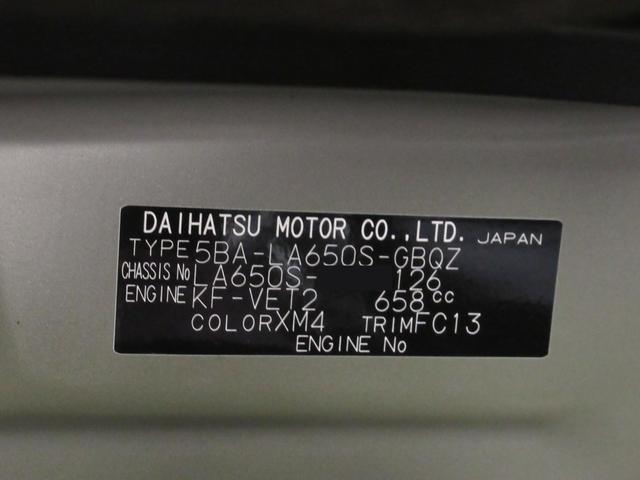 DAIHATSU MOTOR CO.,LTD. JAPAN
TYPE 5BA-LA650S-GBQZ
CHASSIS No LA650S- 126
ENGINE KF-VET2 658cc
COLOR XM4 TRIM FC13
ENGINE No